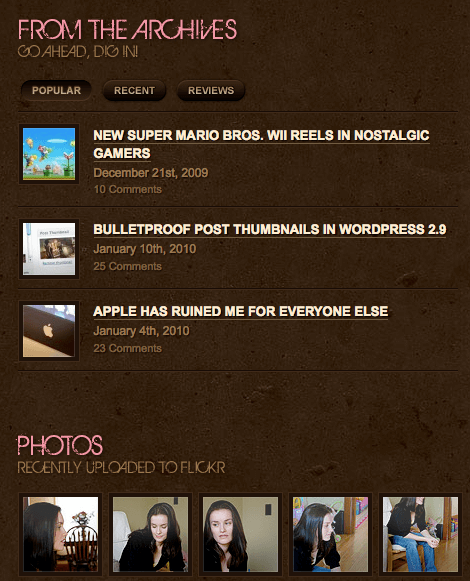 FROM THE ARCHIVES
GO AHEAD, DIG IN!
POPULAR
RECENT
REVIEWS
NEW SUPER MARIO BROS. WII REELS IN NOSTALGIC
GAMERS
December 21st, 2009
10 Comments
BULLETPROOF POST THUMBNAILS IN WORDPRESS 2.9
January 10th, 2010
25 Comments
APPLE HAS RUINED ME FOR EVERYONE ELSE
January 4th, 2010
23 Comments
PHOTOS
RECENTLY UPLOADED TO FLICKR